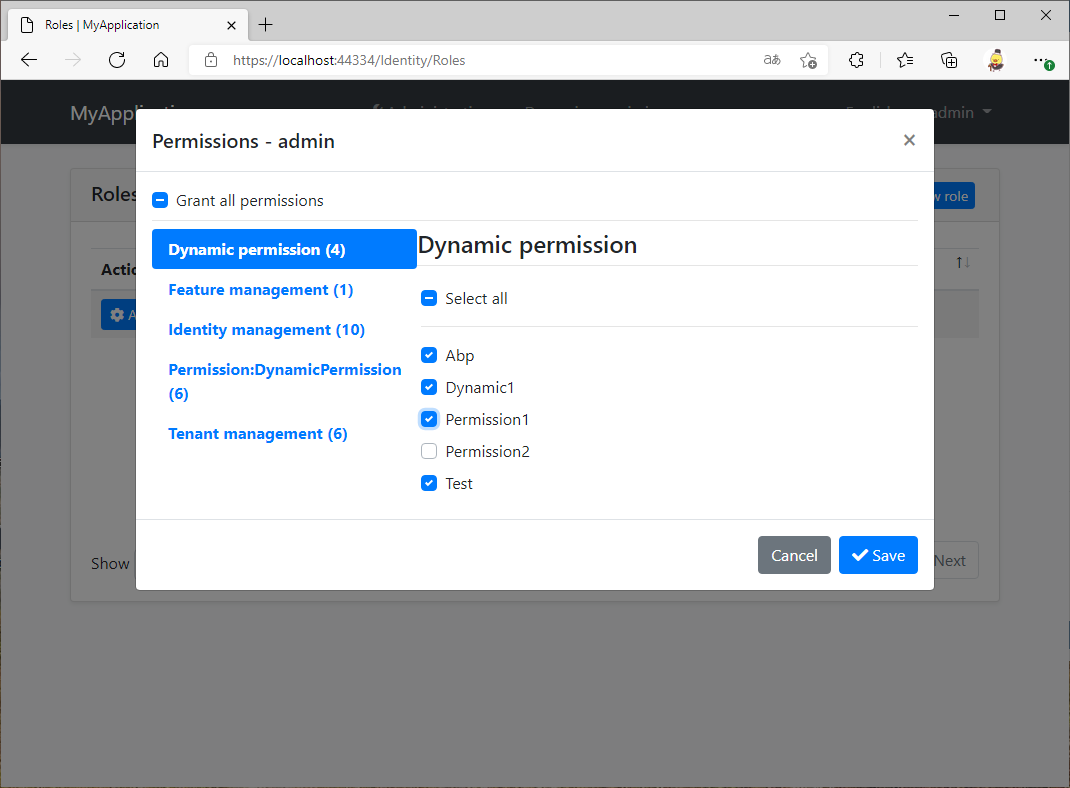 Roles | MyApplication
https://localhost:44334/Identity/Roles
aあ
MyApplication
admin
Permissions - admin
Roles
Grant all permissions
w role
Dynamic permission (4)
Dynamic permission
Actio
Feature management (1)
Select all
A
Identity management (10)
Abp
Permission:DynamicPermission
(6)
Dynamic1
Permission1
Tenant management (6)
Permission2
Test
Show
Cancel
Save
Next